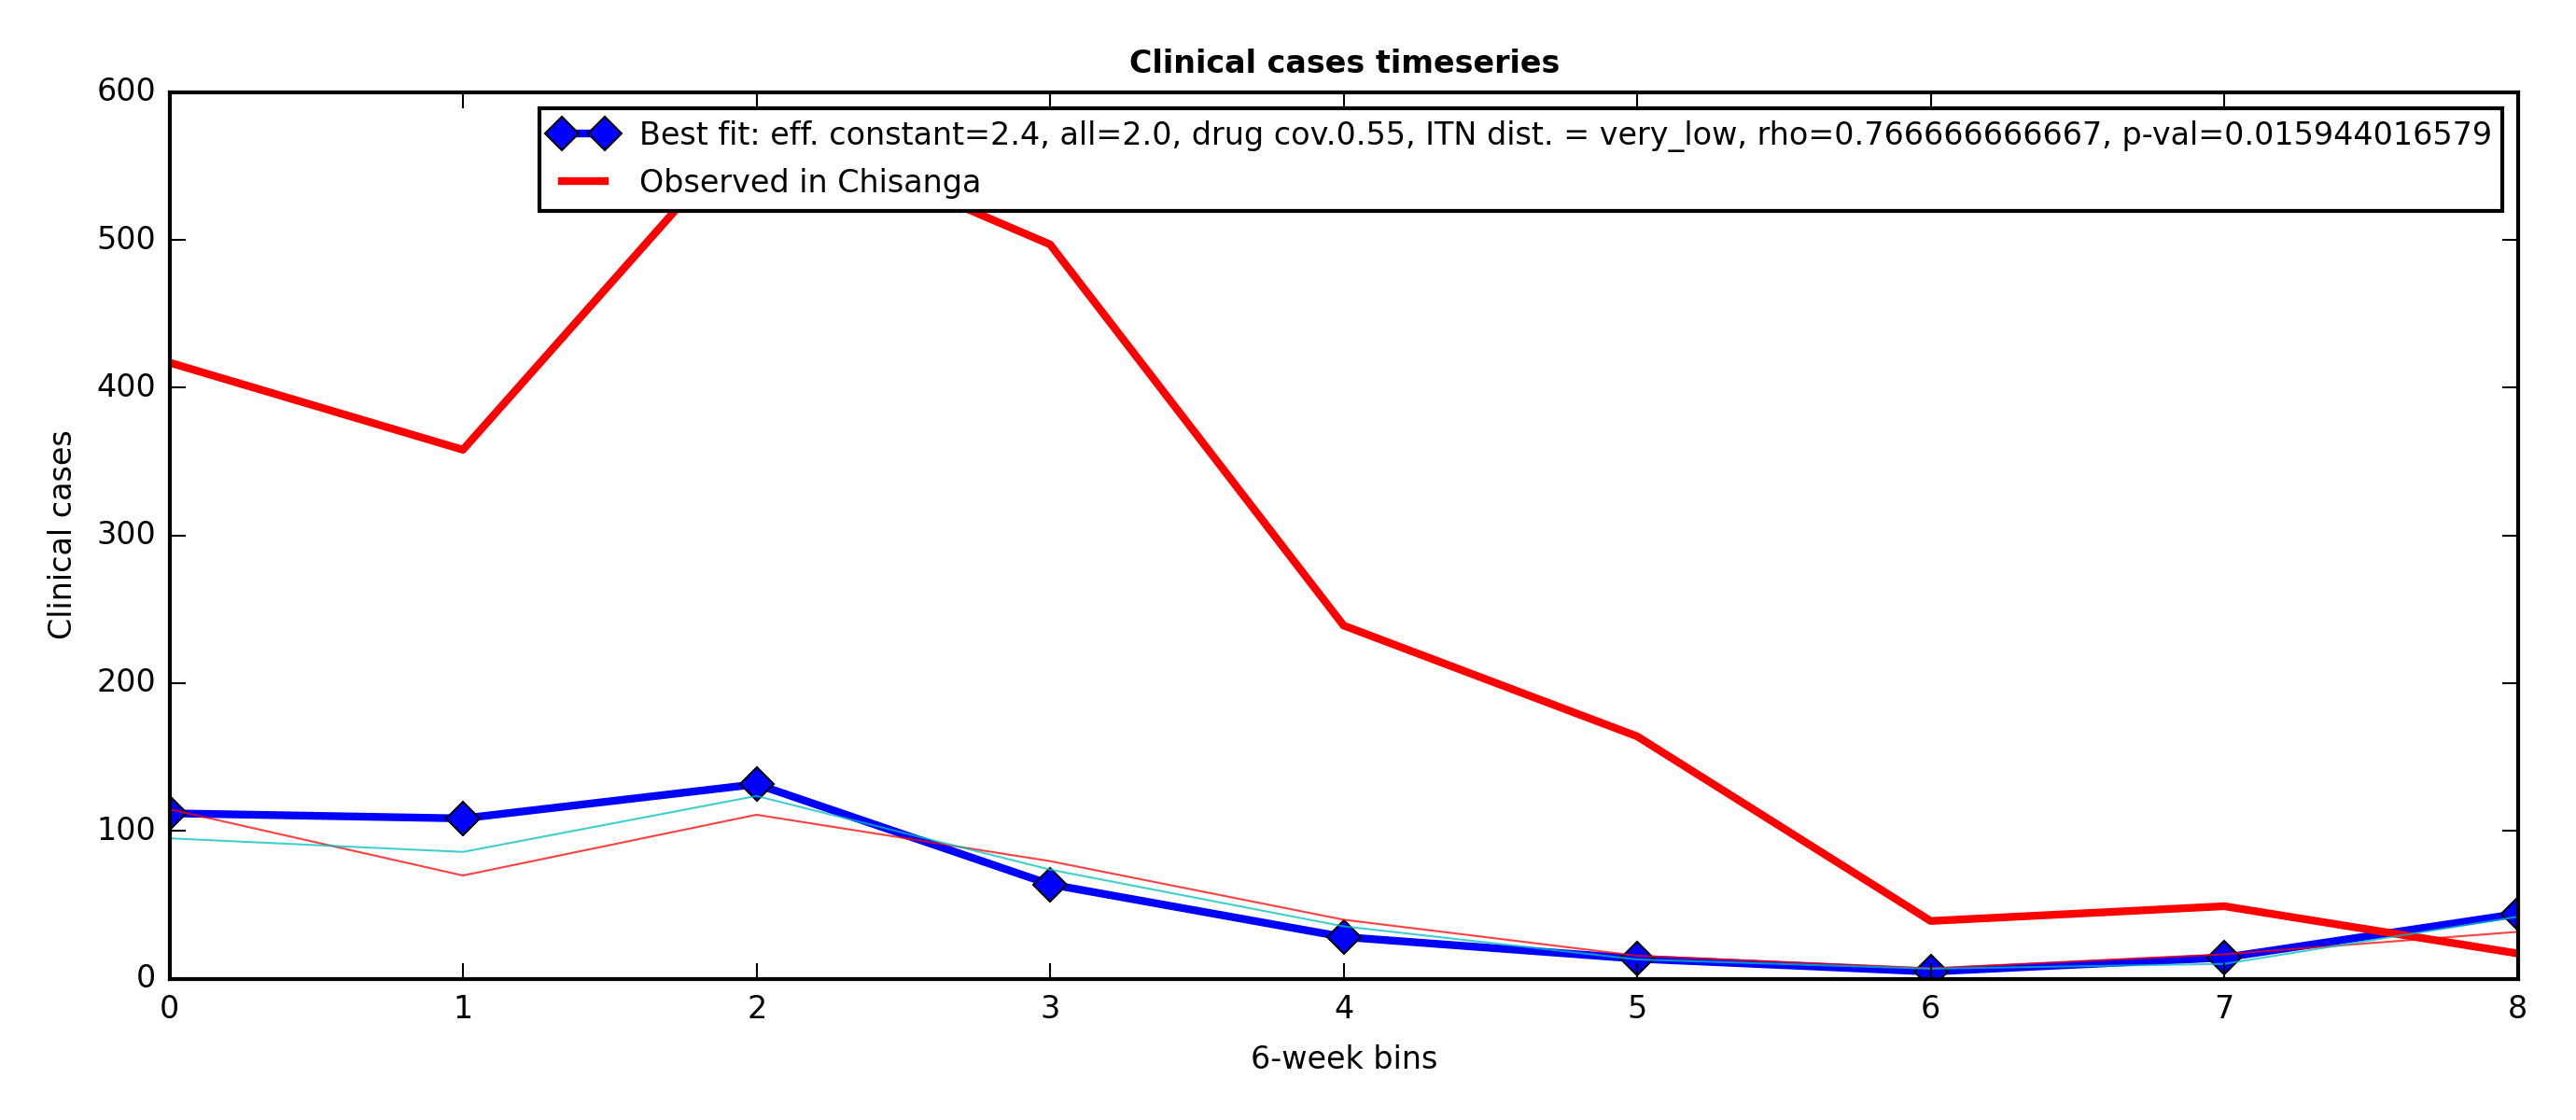 Clinical cases timeseries
Best fit: eff. constant=2.4, all=2.0, drug cov.0.55, ITN dist. = very_low, rho=0.766666666667, p-val=0.015944016579
Observed in Chisanga
600
500
400
300
200
100
0
Clinical cases
0 1 2 3 4 5 6 7 8
6-week bins